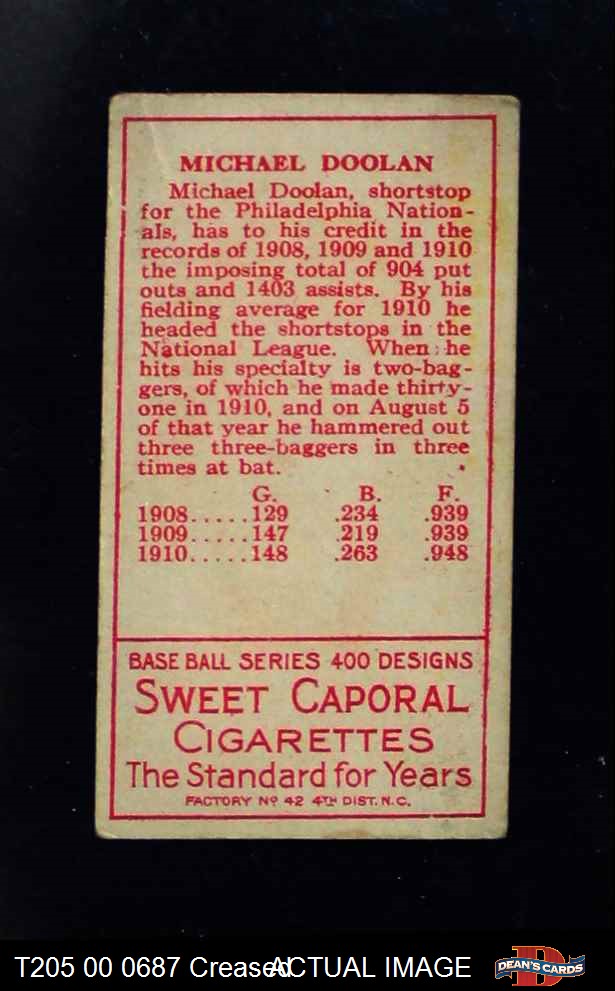 MICHAEL DOOLAN
Michael Doolan, shortstop
for the Philadelphia Nation-
als, has to his credit in the
records of 1908, 1909 and 1910
the imposing total of 904 put
outs and 1403 assists. By his
fielding average for 1910 he
headed the shortstops in the
National League. When he
hits his specialty is two-bag-
gers, of which he made thirty-
one in 1910, and on August 5
of that year he hammered out
three three-baggers in three
times at bat.
G. B. F.
1908.....129 .234 .939
1909.....147 .219 .939
1910.....148 .263 .948
BASE BALL SERIES 400 DESIGNS
SWEET CAPORAL
CIGARETTES
The Standard for Years
FACTORY Nº 42 4TH DIST. N.C.
T205 00 0687 Creased ACTUAL IMAGE
D
DEAN'S CARDS